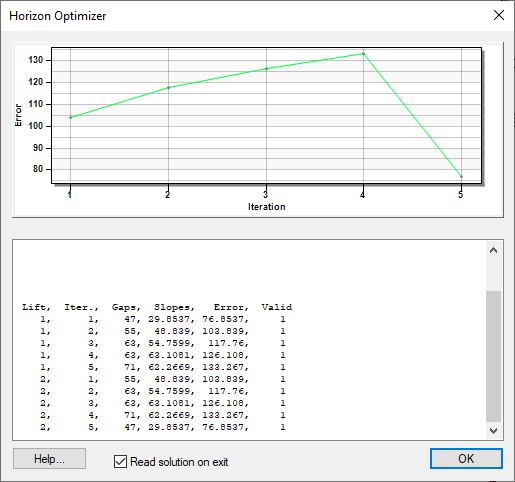 Horizon Optimizer
130
120
110
100
90
80
Error
1 2 3 4 5
Iteration
Lift, Iter., Gaps, Slopes, Error, Valid
1, 1, 47, 29.8537, 76.8537, 1
1, 2, 55, 48.839, 103.839, 1
1, 3, 63, 54.7599, 117.76, 1
1, 4, 63, 63.1081, 126.108, 1
1, 5, 71, 62.2669, 133.267, 1
2, 1, 55, 48.839, 103.839, 1
2, 2, 63, 54.7599, 117.76, 1
2, 3, 63, 63.1081, 126.108, 1
2, 4, 71, 62.2669, 133.267, 1
2, 5, 47, 29.8537, 76.8537, 1
Help...
Read solution on exit
OK